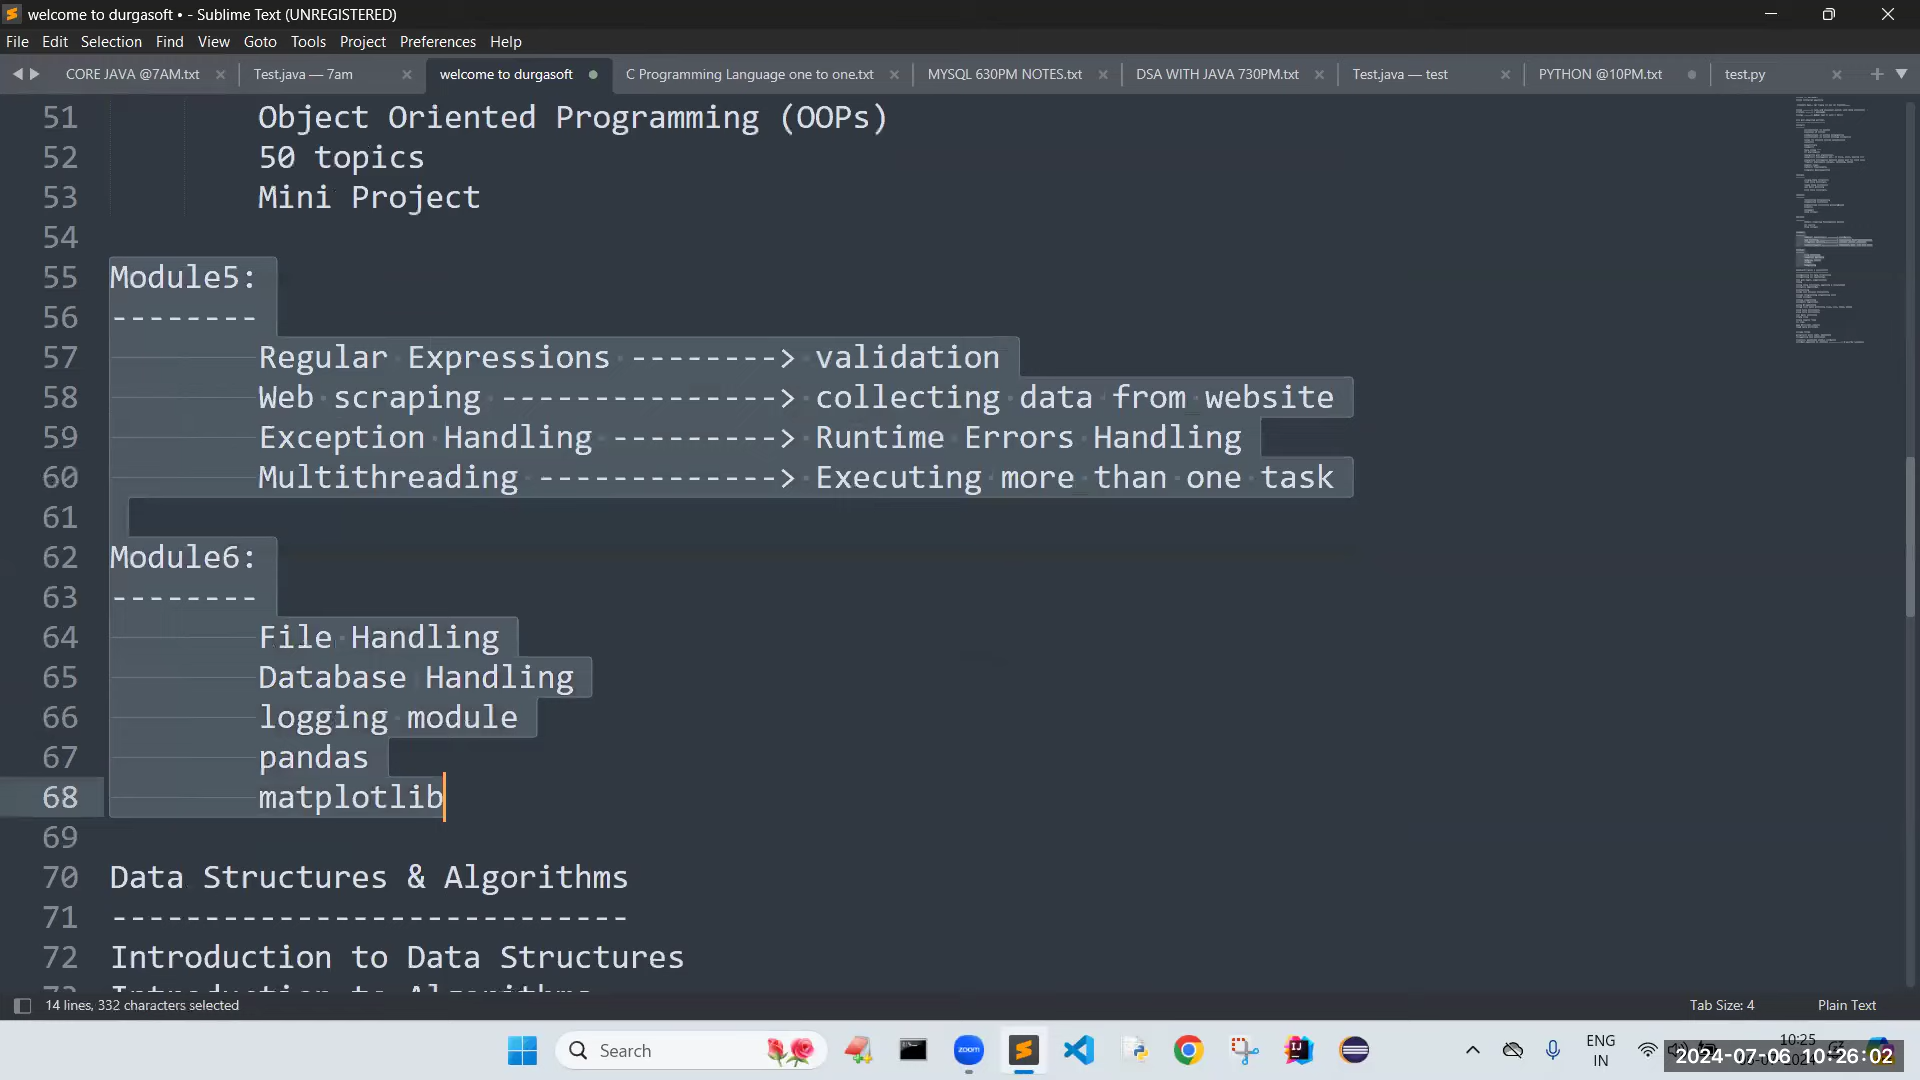 welcome to durgasoft • - Sublime Text (UNREGISTERED)
File Edit Selection Find View Goto Tools Project Preferences Help
CORE JAVA @7AM.txt Test.java — 7am welcome to durgasoft C Programming Language one to one.txt MYSQL 630PM NOTES.txt DSA WITH JAVA 730PM.txt Test.java — test PYTHON @10PM.txt test.py
51 Object Oriented Programming (OOPs)
52 50 topics
53 Mini Project
54
55 Module5:
56 --------
57 Regular Expressions --------> validation
58 Web scraping ---------------> collecting data from website
59 Exception Handling ---------> Runtime Errors Handling
60 Multithreading -------------> Executing more than one task
61
62 Module6:
63 --------
64 File Handling
65 Database Handling
66 logging module
67 pandas
68 matplotlib
69
70 Data Structures & Algorithms
71 ----------------------------
72 Introduction to Data Structures
73 Introduction to Algorithms
14 lines, 332 characters selected Tab Size: 4 Plain Text
Search zoom ENG IN 10:25
2024-07-06 10:26:02